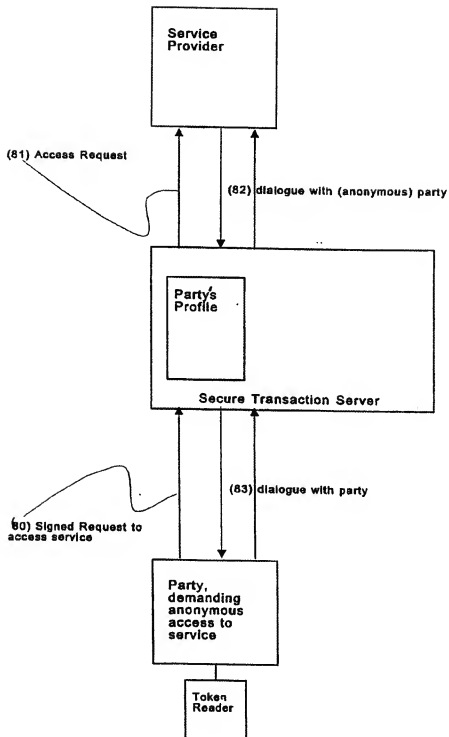 Service
Provider
(81) Access Request
(82) dialogue with (anonymous) party
Party's
Profile
Secure Transaction Server
(83) dialogue with party
80) Signed Request to
access service
Party,
demanding
anonymous
access to
service
Token
Reader